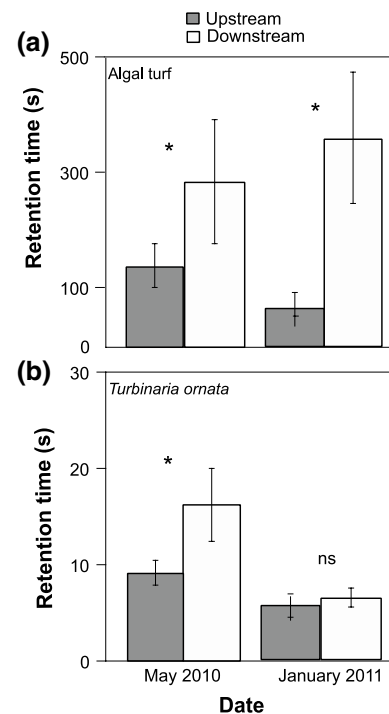 Upstream
Downstream
(a)
500
Algal turf
*
*
300
100
0
Retention time (s)
(b)
30
Turbinaria ornata
*
20
ns
10
0
Retention time (s)
May 2010 January 2011
Date